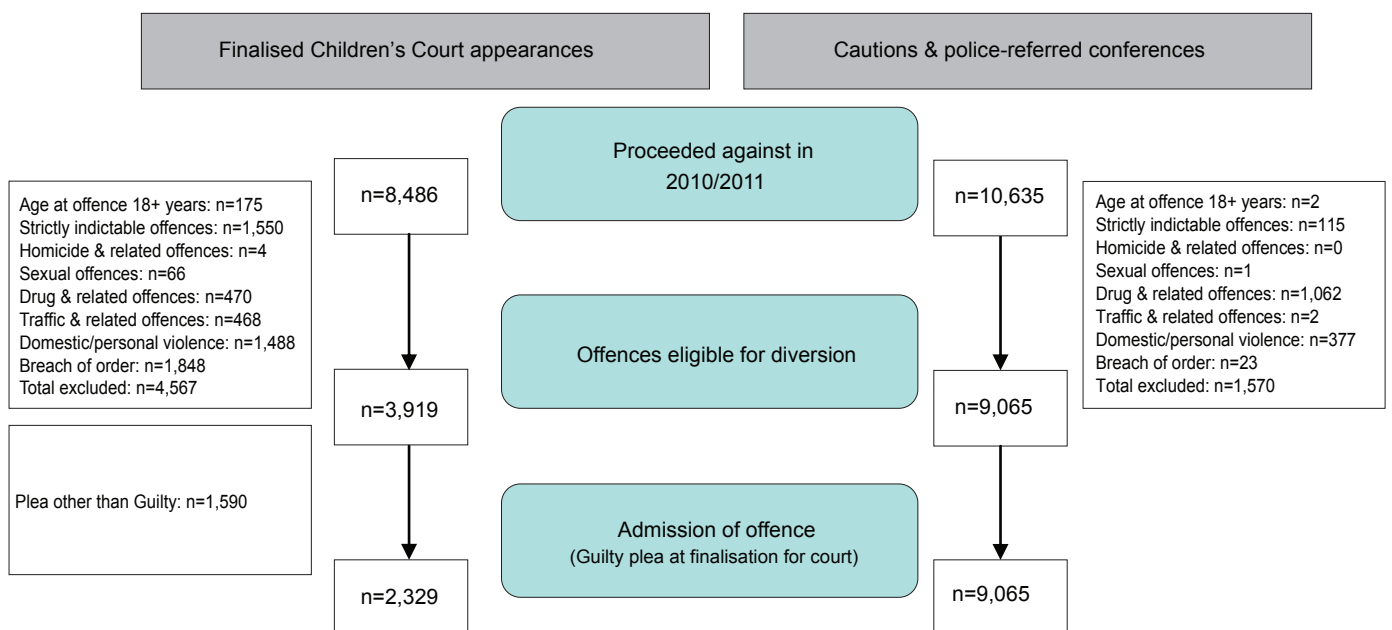 Finalised Children's Court appearances
Cautions & police-referred conferences
Proceeded against in
2010/2011
n=8,486
n=10,635
Age at offence 18+ years: n=175
Strictly indictable offences: n=1,550
Homicide & related offences: n=4
Sexual offences: n=66
Drug & related offences: n=470
Traffic & related offences: n=468
Domestic/personal violence: n=1,488
Breach of order: n=1,848
Total excluded: n=4,567
Age at offence 18+ years: n=2
Strictly indictable offences: n=115
Homicide & related offences: n=0
Sexual offences: n=1
Drug & related offences: n=1,062
Traffic & related offences: n=2
Domestic/personal violence: n=377
Breach of order: n=23
Total excluded: n=1,570
Offences eligible for diversion
n=3,919
n=9,065
Plea other than Guilty: n=1,590
Admission of offence
(Guilty plea at finalisation for court)
n=2,329
n=9,065